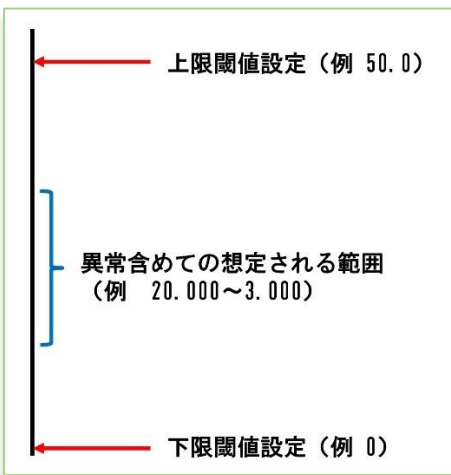 上限閾値設定（例 50.0）
異常含めての想定される範囲
（例　20.000～3.000）
下限閾値設定（例 0）